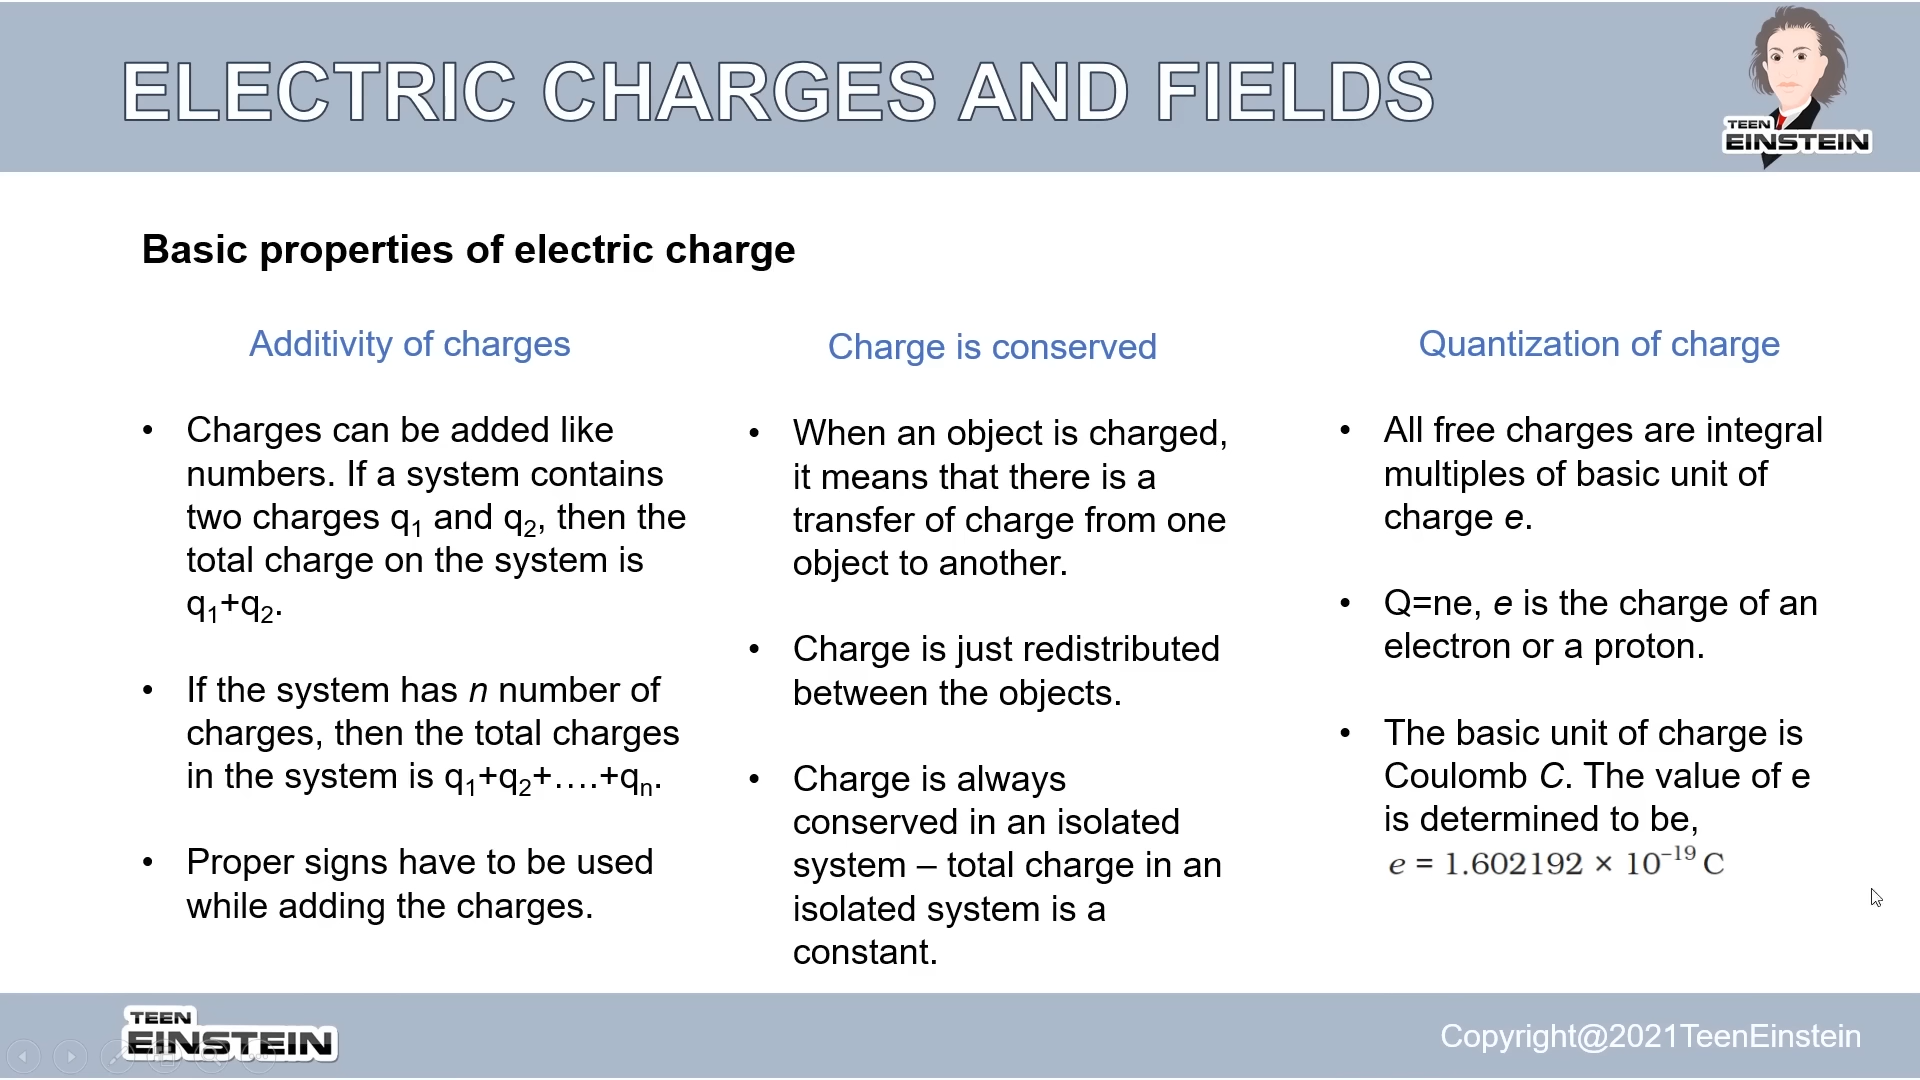 ELECTRIC CHARGES AND FIELDS
TEEN
EINSTEIN
Basic properties of electric charge
Additivity of charges
• Charges can be added like
numbers. If a system contains
two charges q₁ and q₂, then the
total charge on the system is
q₁+q₂.
• If the system has n number of
charges, then the total charges
in the system is q₁+q₂+….+qₙ.
• Proper signs have to be used
while adding the charges.
Charge is conserved
• When an object is charged,
it means that there is a
transfer of charge from one
object to another.
• Charge is just redistributed
between the objects.
• Charge is always
conserved in an isolated
system – total charge in an
isolated system is a
constant.
Quantization of charge
• All free charges are integral
multiples of basic unit of
charge e.
• Q=ne, e is the charge of an
electron or a proton.
• The basic unit of charge is
Coulomb C. The value of e
is determined to be,
e = 1.602192 × 10⁻¹⁹ C
TEEN
EINSTEIN
Copyright@2021TeenEinstein